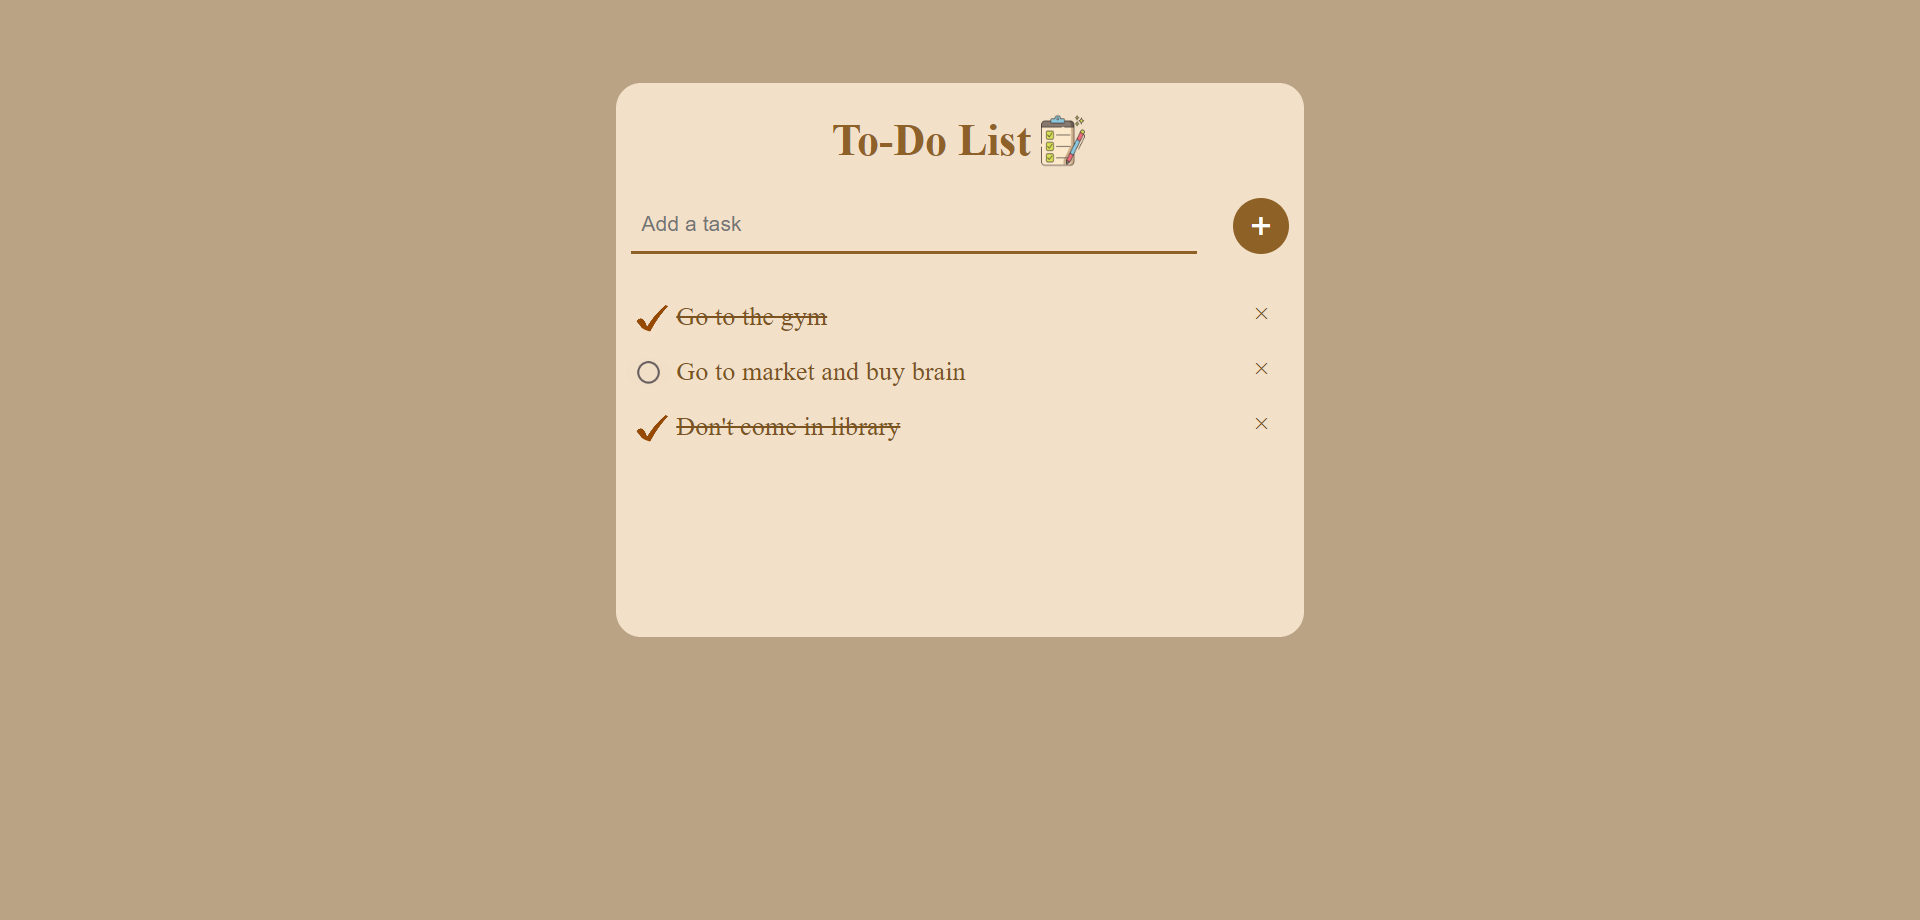 To-Do List
Add a task
+
Go to the gym
×
Go to market and buy brain
×
Don't come in library
×